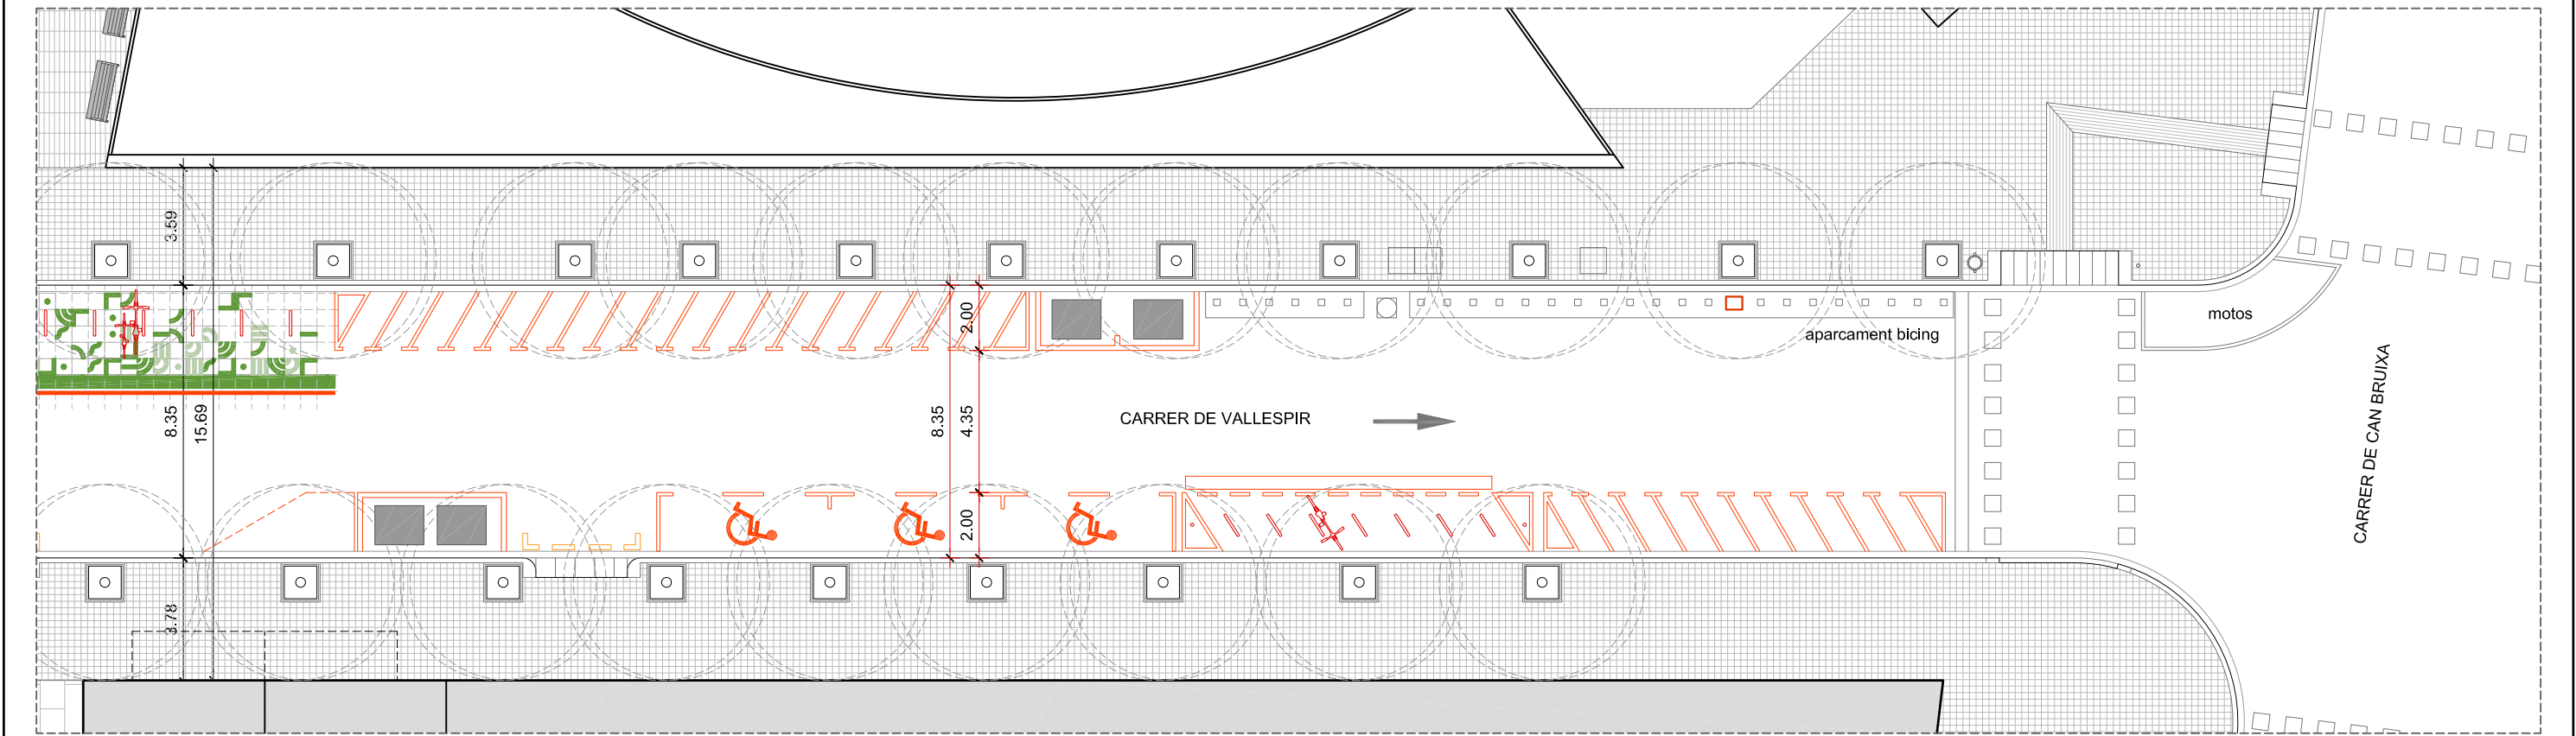 3.59
2.00
motos
aparcament bicing
8.35
15.69
8.35
4.35
CARRER DE VALLESPIR
CARRER DE CAN BRUIXA
2.00
3.78